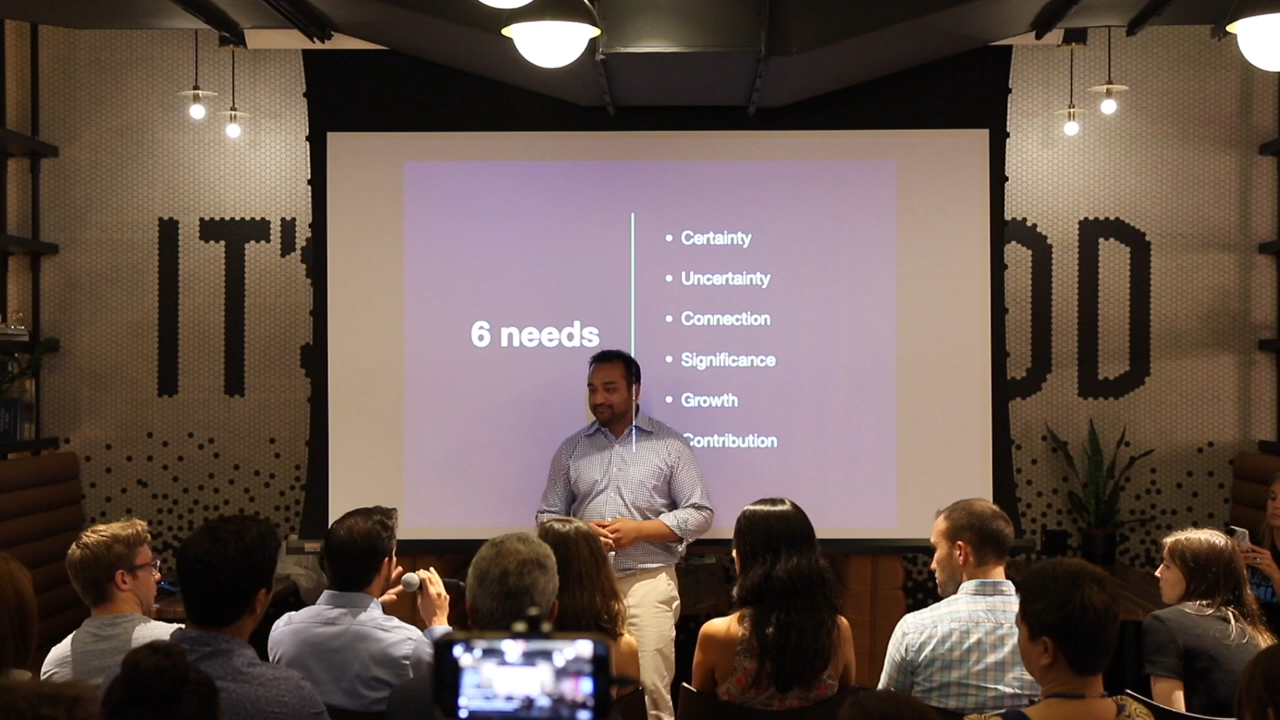 IT'S
OD
6 needs
• Certainty
• Uncertainty
• Connection
• Significance
• Growth
• Contribution